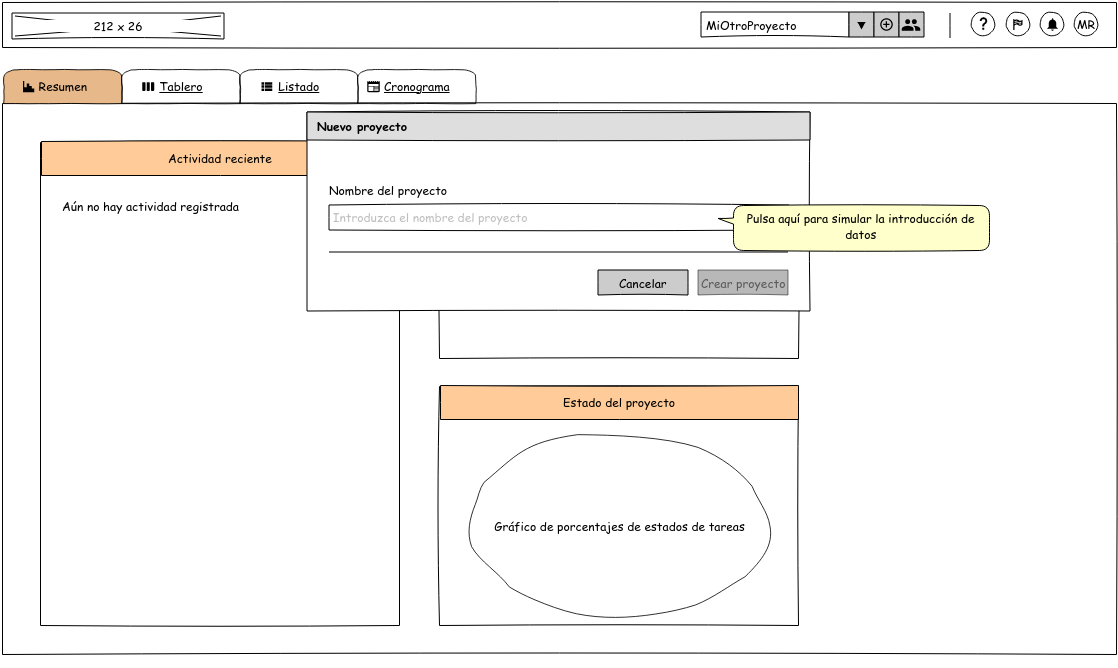 212 x 26
MiOtroProyecto
?
MR
Resumen
Tablero
Listado
Cronograma
Nuevo proyecto
Actividad reciente
Aún no hay actividad registrada
Nombre del proyecto
Introduzca el nombre del proyecto
Pulsa aquí para simular la introducción de
datos
Cancelar
Crear proyecto
Estado del proyecto
Gráfico de porcentajes de estados de tareas